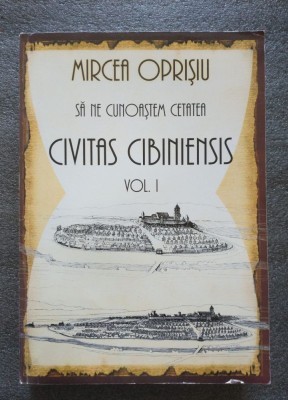 MIRCEA OPRIŞIU
SĂ NE CUNOAŞTEM CETATEA
CIVITAS CIBINIENSIS
VOL. I